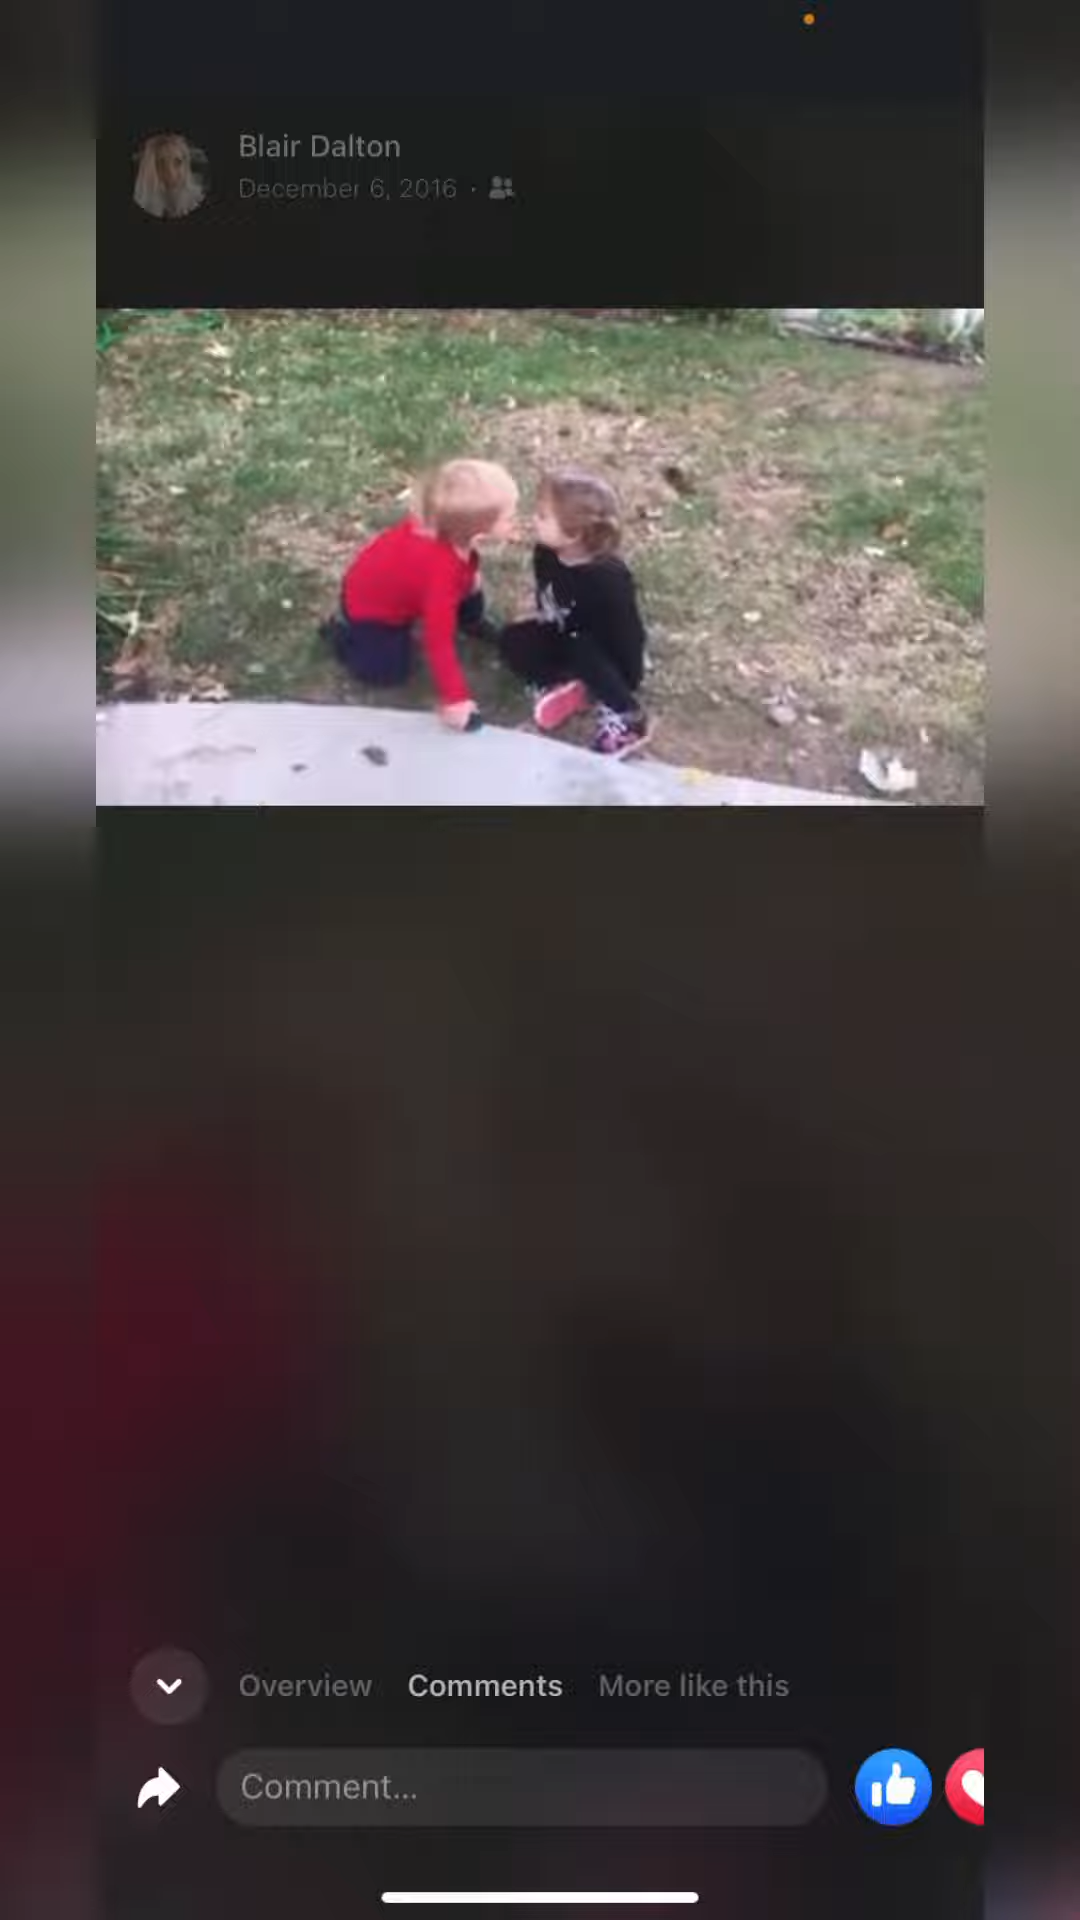 Blair Dalton
December 6, 2016 ·
Overview Comments More like this
Comment...